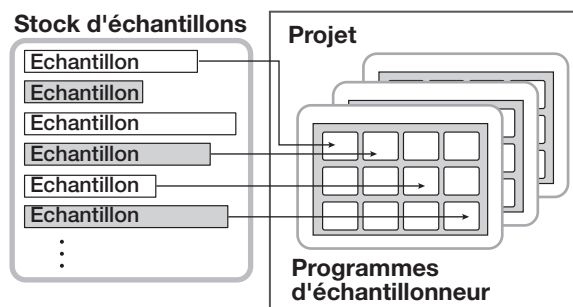 Stock d'échantillons
Echantillon
Echantillon
Echantillon
Echantillon
Echantillon
Echantillon
Projet
Programmes
d'échantillonneur